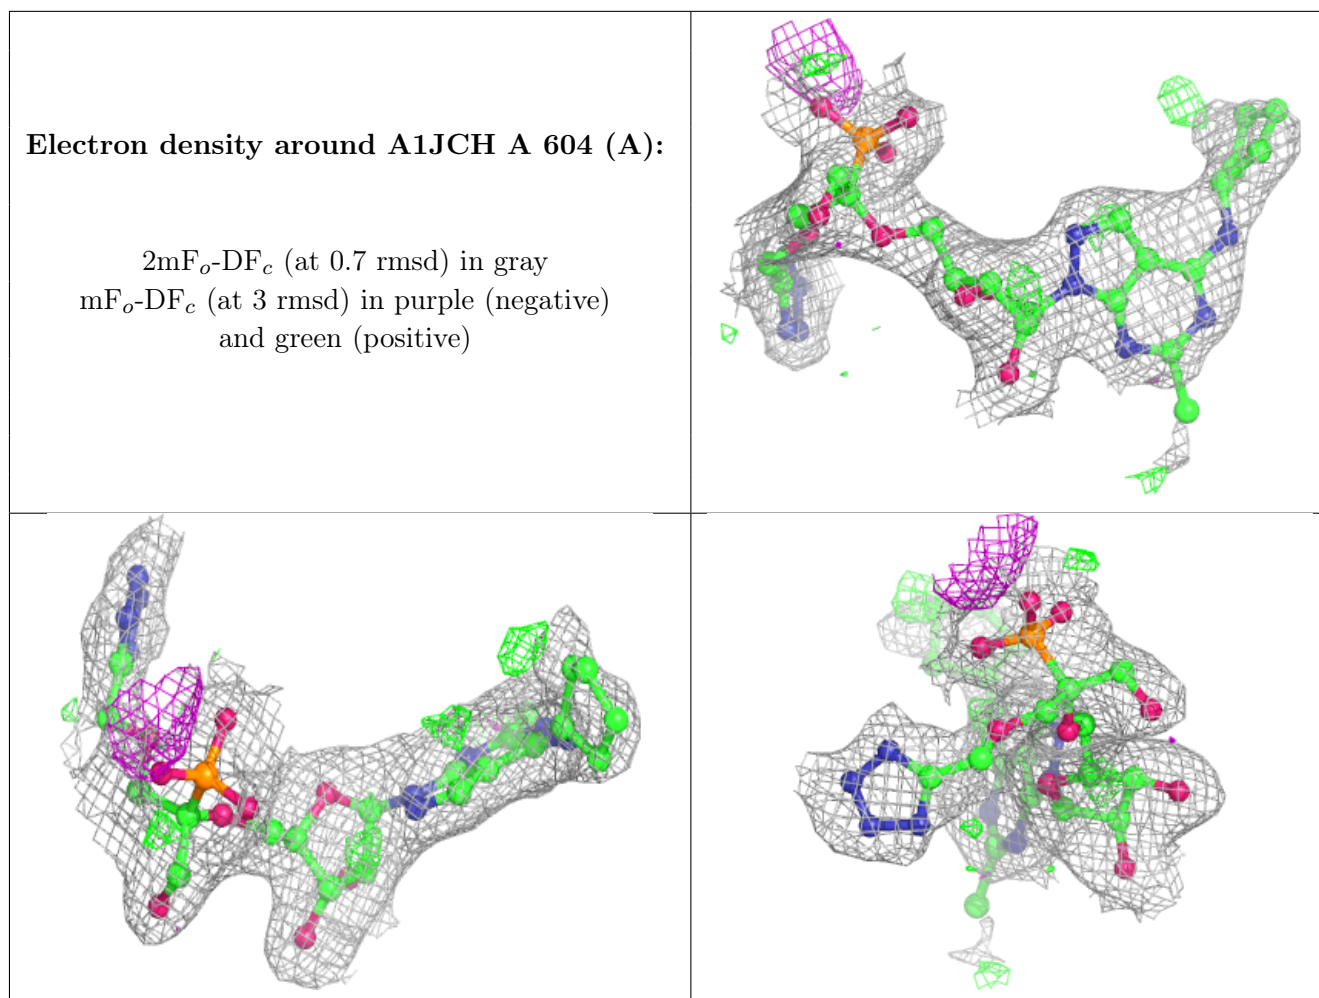 Electron density around A1JCH A 604 (A):
2mFₒ-DF𝒸 (at 0.7 rmsd) in gray
mFₒ-DF𝒸 (at 3 rmsd) in purple (negative)
and green (positive)